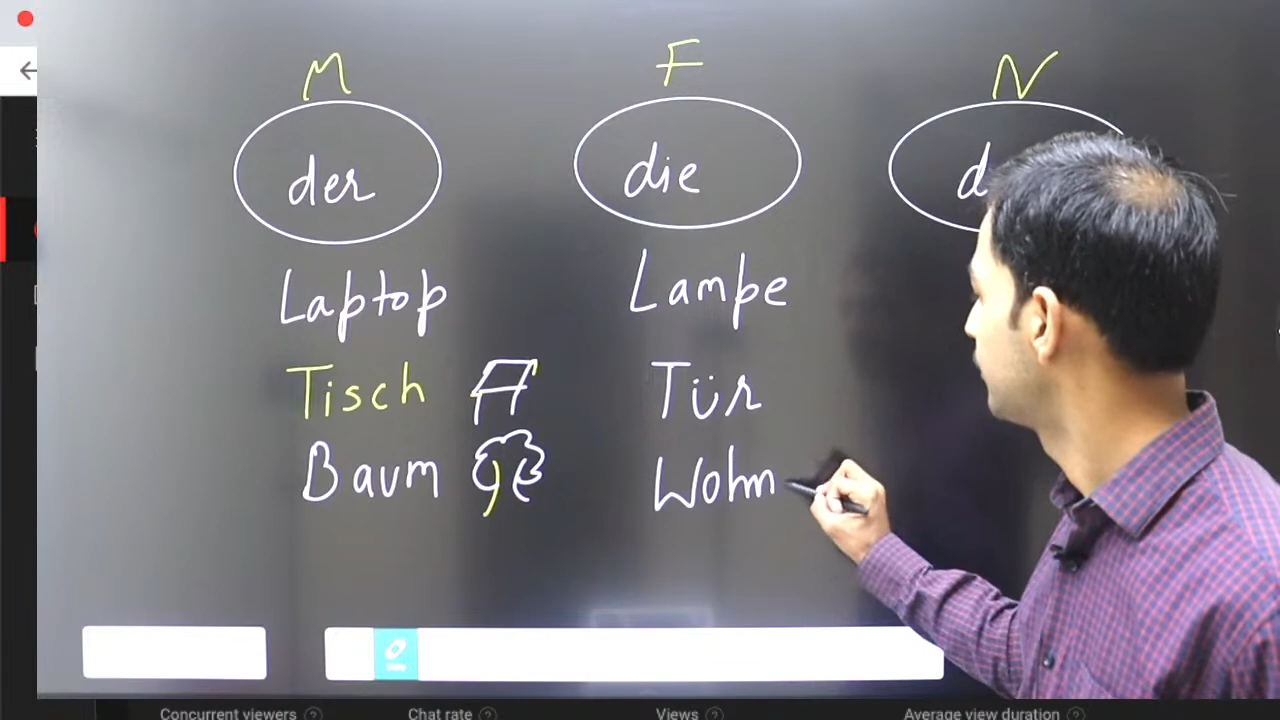 M F N
der die d
Laptop Lampe
Tisch Tür
Baum Wohn
Concurrent viewers ? Chat rate ? Views ? Average view duration ?